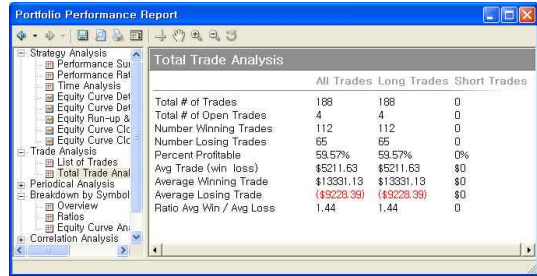 Portfolio Performance Report
Strategy Analysis
Performance Sur
Performance Rat
Time Analysis
Equity Curve Det
Equity Curve Det
Equity Run-up &
Equity Curve Clo
Equity Curve Clo
Trade Analysis
List of Trades
Total Trade Anal
Periodical Analysis
Breakdown by Symbol
Overview
Ratios
Equity Curve An
Correlation Analysis
Total Trade Analysis
All Trades Long Trades Short Trades
Total # of Trades 188 188 0
Total # of Open Trades 4 4 0
Number Winning Trades 112 112 0
Number Losing Trades 65 65 0
Percent Profitable 59.57% 59.57% 0%
Avg Trade (win loss) $5211.63 $5211.63 $0
Average Winning Trade $13331.13 $13331.13 $0
Average Losing Trade ($9228.39) ($9228.39) $0
Ratio Avg Win / Avg Loss 1.44 1.44 0